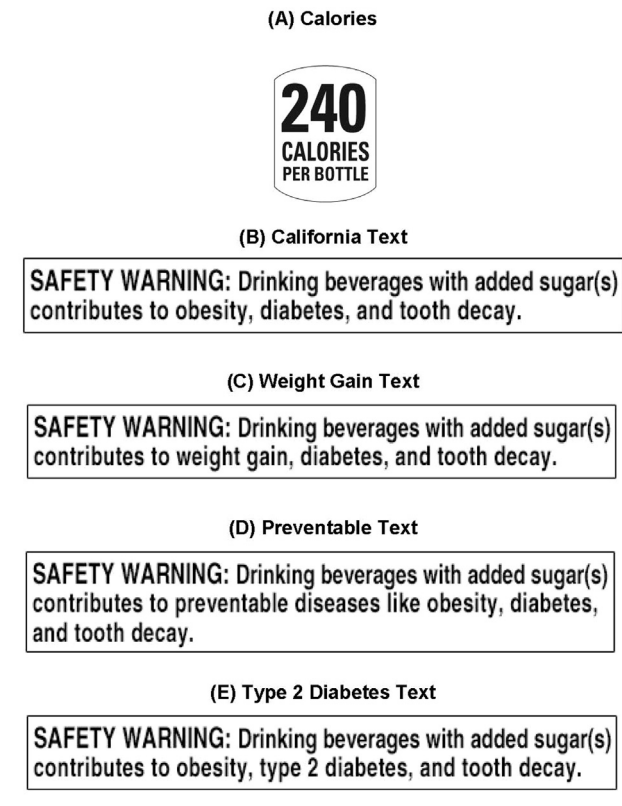 (A) Calories
240
CALORIES
PER BOTTLE
(B) California Text
SAFETY WARNING: Drinking beverages with added sugar(s)
contributes to obesity, diabetes, and tooth decay.
(C) Weight Gain Text
SAFETY WARNING: Drinking beverages with added sugar(s)
contributes to weight gain, diabetes, and tooth decay.
(D) Preventable Text
SAFETY WARNING: Drinking beverages with added sugar(s)
contributes to preventable diseases like obesity, diabetes,
and tooth decay.
(E) Type 2 Diabetes Text
SAFETY WARNING: Drinking beverages with added sugar(s)
contributes to obesity, type 2 diabetes, and tooth decay.